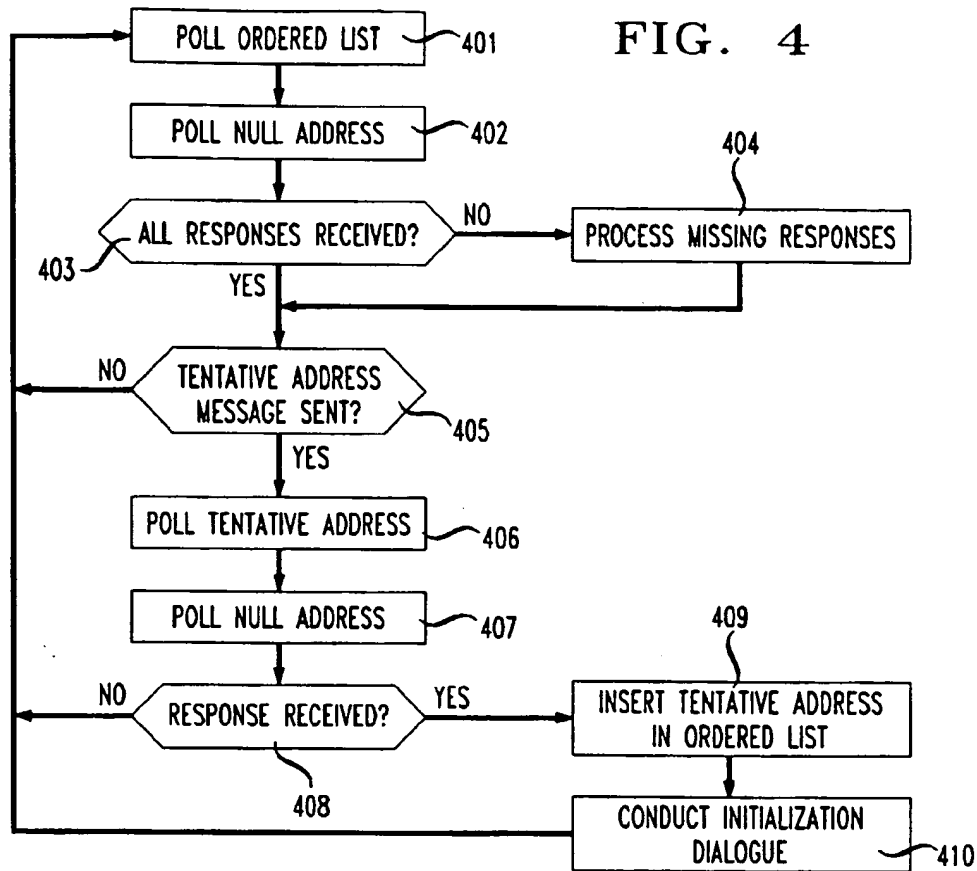 FIG. 4
POLL ORDERED LIST
401
POLL NULL ADDRESS
402
ALL RESPONSES RECEIVED?
403
NO
404
PROCESS MISSING RESPONSES
YES
NO
TENTATIVE ADDRESS
MESSAGE SENT?
405
YES
POLL TENTATIVE ADDRESS
406
POLL NULL ADDRESS
407
NO
RESPONSE RECEIVED?
408
YES
409
INSERT TENTATIVE ADDRESS
IN ORDERED LIST
CONDUCT INITIALIZATION
DIALOGUE
410